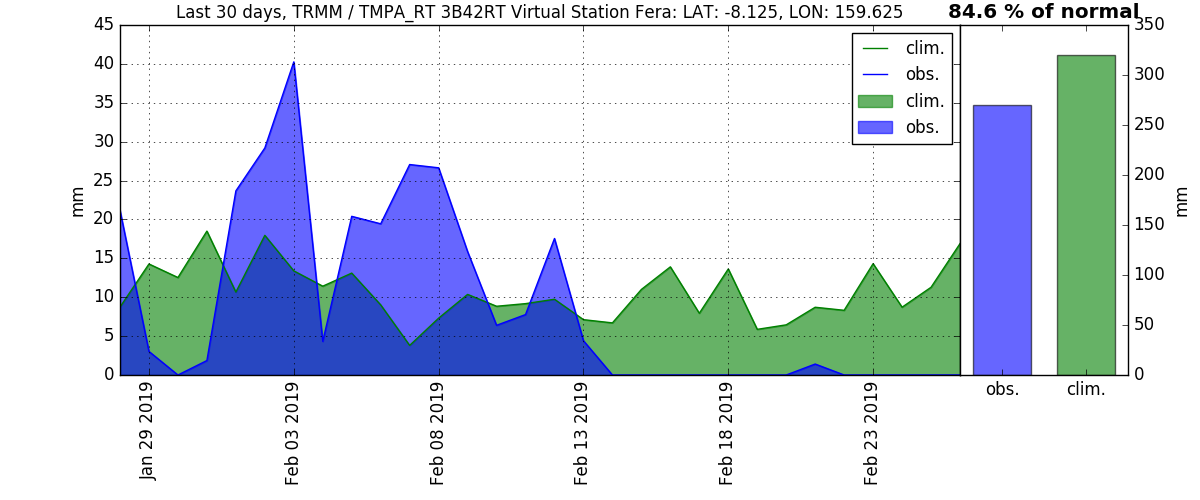 Last 30 days, TRMM / TMPA_RT 3B42RT Virtual Station Fera: LAT: -8.125, LON: 159.625
84.6 % of normal
45
40
35
30
25
20
15
10
5
0
mm
clim.
obs.
clim.
obs.
Jan 29 2019
Feb 03 2019
Feb 08 2019
Feb 13 2019
Feb 18 2019
Feb 23 2019
350
300
250
200
150
100
50
0
mm
obs.
clim.